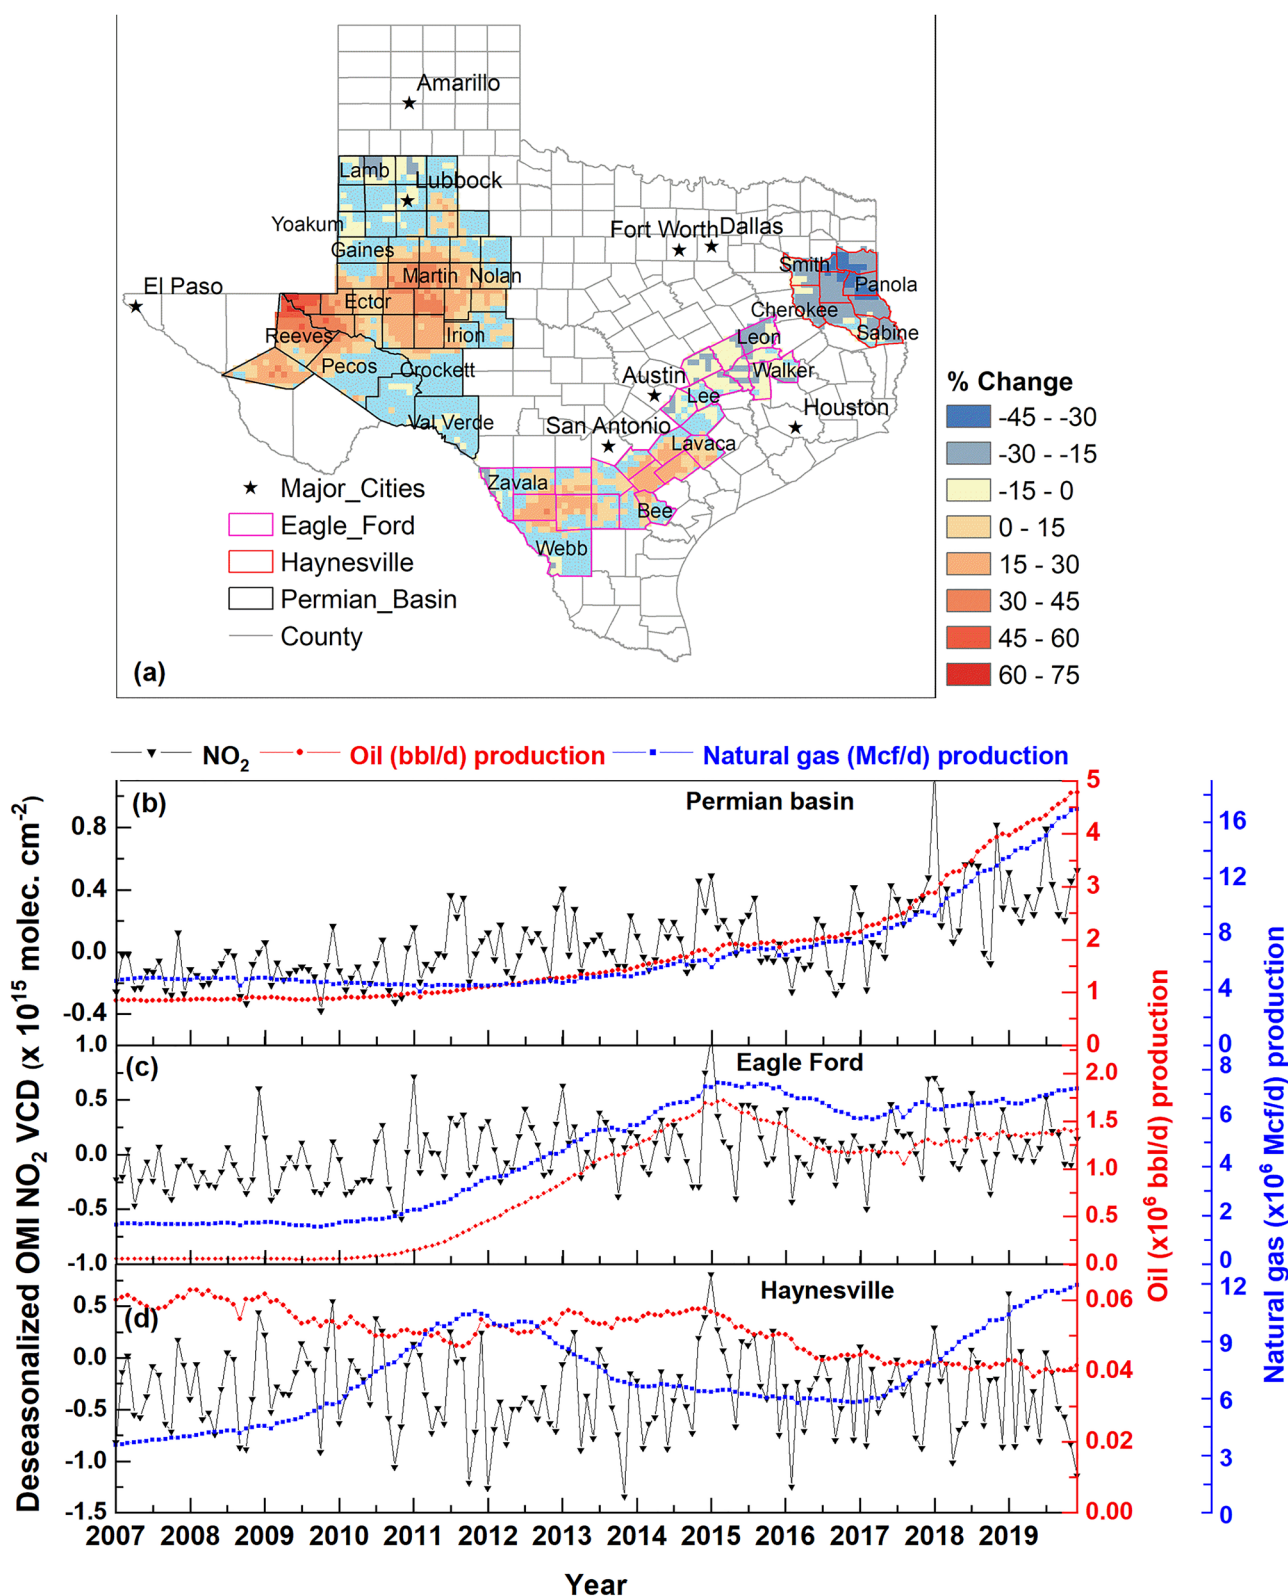 Amarillo
Lamb
Lubbock
Yoakum
Fort Worth Dallas
Gaines
Smith
Martin Nolan
Panola
El Paso
Ector
Cherokee
Reeves
Irion
Leon
Sabine
Pecos Crockett
Austin
Walker
% Change
Lee
Houston
-45 - -30
Val Verde
San Antonio
Lavaca
-30 - -15
Zavala
★ Major_Cities
-15 - 0
Bee
Eagle_Ford
0 - 15
Webb
Haynesville
15 - 30
Permian_Basin
30 - 45
County
45 - 60
(a)
60 - 75
NO2 Oil (bbl/d) production Natural gas (Mcf/d) production
(b)
Permian basin
0.8
0.4
0.0
-0.4
5
4
3
2
1
0
16
12
8
4
0
(c)
Eagle Ford
1.0
0.5
0.0
-0.5
-1.0
2.0
1.5
1.0
0.5
0.0
8
6
4
2
0
(d)
Haynesville
0.5
0.0
-0.5
-1.0
-1.5
0.06
0.04
0.02
0.00
12
9
6
3
0
Deseasonalized OMI NO2 VCD (x 10^15 molec. cm^-2)
Oil (x10^6 bbl/d) production
Natural gas (x10^6 Mcf/d) production
2007 2008 2009 2010 2011 2012 2013 2014 2015 2016 2017 2018 2019
Year